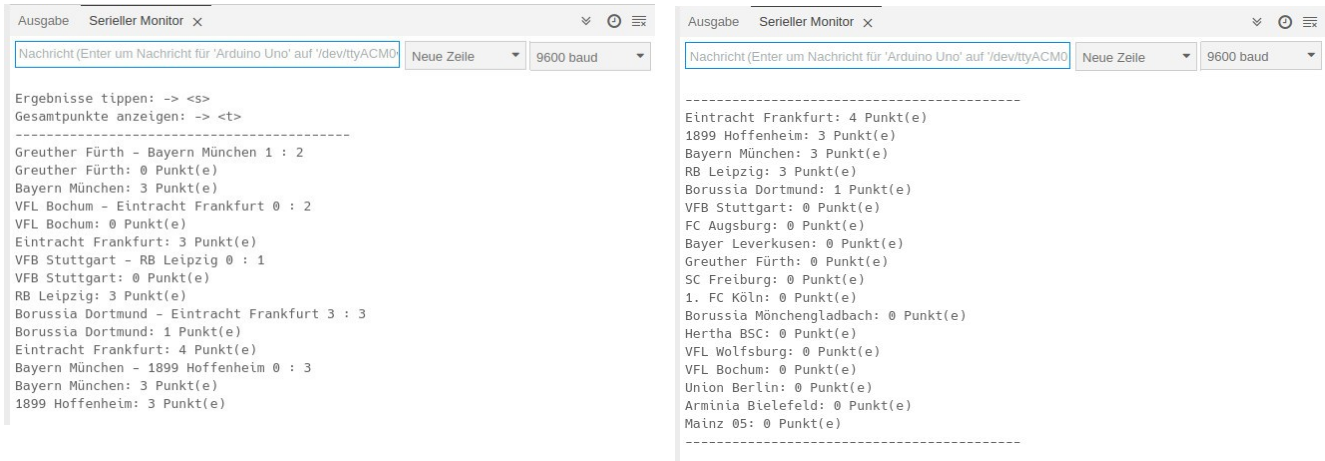 Ausgabe Serieller Monitor ×
Nachricht (Enter um Nachricht für 'Arduino Uno' auf '/dev/ttyACM0' Neue Zeile 9600 baud
Ergebnisse tippen: -> <s>
Gesamtpunkte anzeigen: -> <t>
-------------------------------------------
Greuther Fürth - Bayern München 1 : 2
Greuther Fürth: 0 Punkt(e)
Bayern München: 3 Punkt(e)
VFL Bochum - Eintracht Frankfurt 0 : 2
VFL Bochum: 0 Punkt(e)
Eintracht Frankfurt: 3 Punkt(e)
VFB Stuttgart - RB Leipzig 0 : 1
VFB Stuttgart: 0 Punkt(e)
RB Leipzig: 3 Punkt(e)
Borussia Dortmund - Eintracht Frankfurt 3 : 3
Borussia Dortmund: 1 Punkt(e)
Eintracht Frankfurt: 4 Punkt(e)
Bayern München - 1899 Hoffenheim 0 : 3
Bayern München: 3 Punkt(e)
1899 Hoffenheim: 3 Punkt(e)
Ausgabe Serieller Monitor ×
Nachricht (Enter um Nachricht für 'Arduino Uno' auf '/dev/ttyACM0 Neue Zeile 9600 baud
-------------------------------------------
Eintracht Frankfurt: 4 Punkt(e)
1899 Hoffenheim: 3 Punkt(e)
Bayern München: 3 Punkt(e)
RB Leipzig: 3 Punkt(e)
Borussia Dortmund: 1 Punkt(e)
VFB Stuttgart: 0 Punkt(e)
FC Augsburg: 0 Punkt(e)
Bayer Leverkusen: 0 Punkt(e)
Greuther Fürth: 0 Punkt(e)
SC Freiburg: 0 Punkt(e)
1. FC Köln: 0 Punkt(e)
Borussia Mönchengladbach: 0 Punkt(e)
Hertha BSC: 0 Punkt(e)
VFL Wolfsburg: 0 Punkt(e)
VFL Bochum: 0 Punkt(e)
Union Berlin: 0 Punkt(e)
Arminia Bielefeld: 0 Punkt(e)
Mainz 05: 0 Punkt(e)
-------------------------------------------